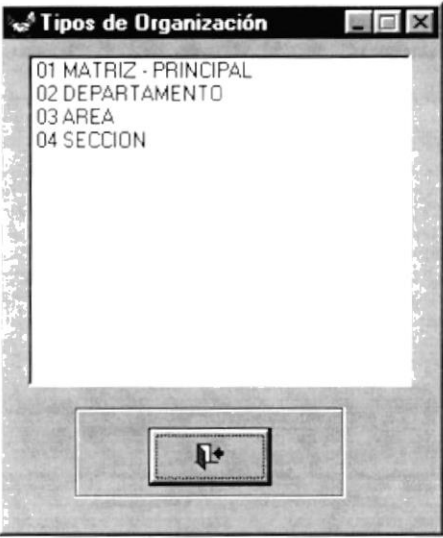 Tipos de Organización
01 MATRIZ - PRINCIPAL
02 DEPARTAMENTO
03 AREA
04 SECCION